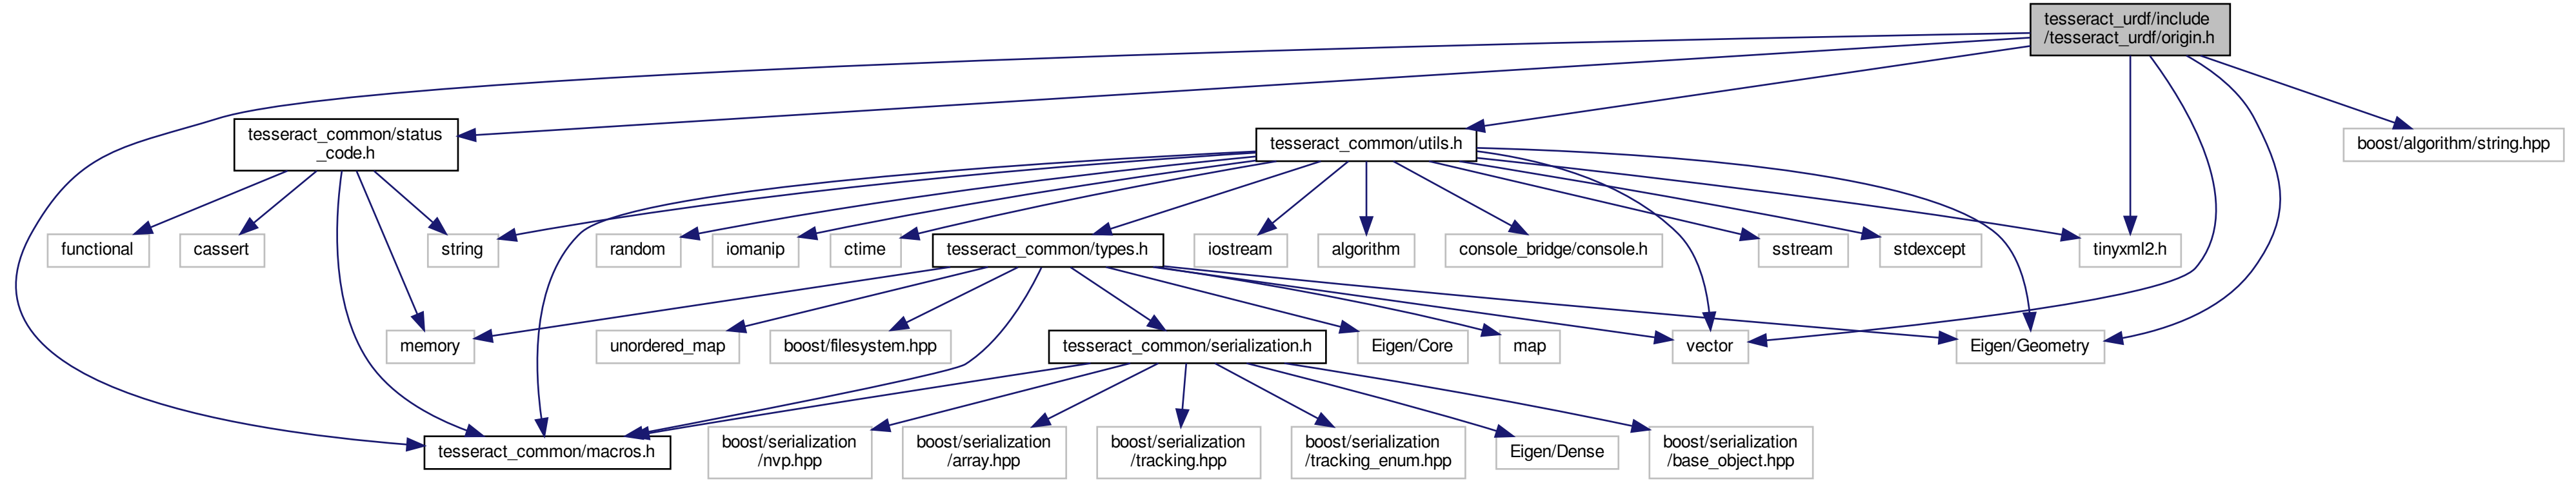 tesseract_urdf/include
/tesseract_urdf/origin.h
tesseract_common/status
_code.h
tesseract_common/utils.h
boost/algorithm/string.hpp
functional
cassert
string
random
iomanip
ctime
tesseract_common/types.h
iostream
algorithm
console_bridge/console.h
sstream
stdexcept
tinyxml2.h
memory
unordered_map
boost/filesystem.hpp
tesseract_common/serialization.h
Eigen/Core
map
vector
Eigen/Geometry
tesseract_common/macros.h
boost/serialization
/nvp.hpp
boost/serialization
/array.hpp
boost/serialization
/tracking.hpp
boost/serialization
/tracking_enum.hpp
Eigen/Dense
boost/serialization
/base_object.hpp